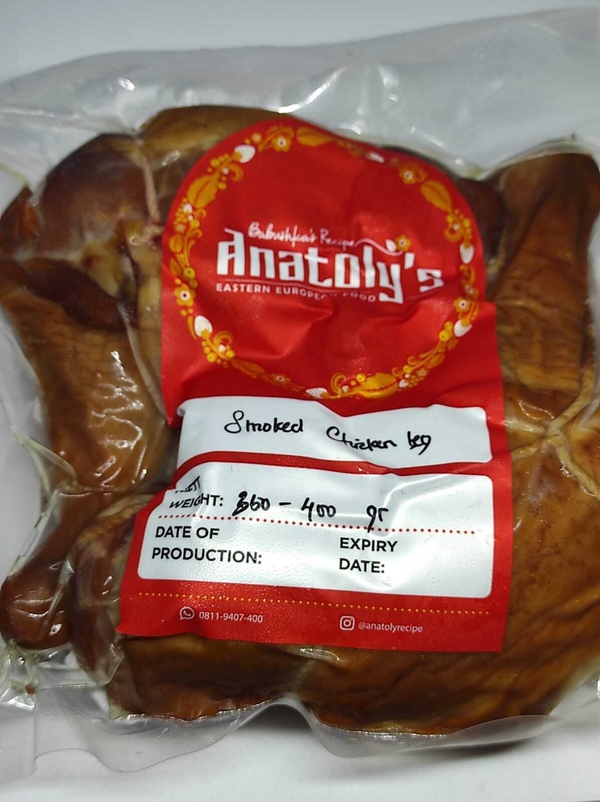 Babushka's Recipe
Anatoly's
EASTERN EUROPEAN FOOD
Smoked Chicken leg
NET
WEIGHT: 360 - 400 gr
DATE OF
PRODUCTION:
EXPIRY
DATE:
0811-9407-400
@anatolyrecipe